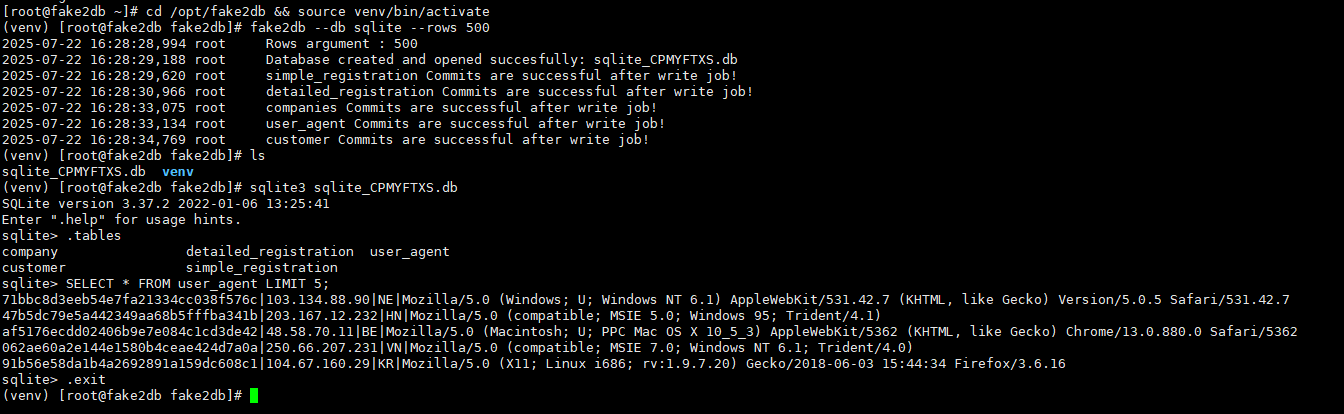 [root@fake2db ~]# cd /opt/fake2db && source venv/bin/activate
(venv) [root@fake2db fake2db]# fake2db --db sqlite --rows 500
2025-07-22 16:28:28,994 root     Rows argument : 500
2025-07-22 16:28:29,188 root     Database created and opened succesfully: sqlite_CPMYFTXS.db
2025-07-22 16:28:29,620 root     simple_registration Commits are successful after write job!
2025-07-22 16:28:30,966 root     detailed_registration Commits are successful after write job!
2025-07-22 16:28:33,075 root     companies Commits are successful after write job!
2025-07-22 16:28:33,134 root     user_agent Commits are successful after write job!
2025-07-22 16:28:34,769 root     customer Commits are successful after write job!
(venv) [root@fake2db fake2db]# ls
sqlite_CPMYFTXS.db  venv
(venv) [root@fake2db fake2db]# sqlite3 sqlite_CPMYFTXS.db
SQLite version 3.37.2 2022-01-06 13:25:41
Enter ".help" for usage hints.
sqlite> .tables
company                detailed_registration  user_agent
customer               simple_registration
sqlite> SELECT * FROM user_agent LIMIT 5;
71bbc8d3eeb54e7fa21334cc038f576c|103.134.88.90|NE|Mozilla/5.0 (Windows; U; Windows NT 6.1) AppleWebKit/531.42.7 (KHTML, like Gecko) Version/5.0.5 Safari/531.42.7
47b5dc79e5a442349aa68b5fffba341b|203.167.12.232|HN|Mozilla/5.0 (compatible; MSIE 5.0; Windows 95; Trident/4.1)
af5176ecdd02406b9e7e084c1cd3de42|48.58.70.11|BE|Mozilla/5.0 (Macintosh; U; PPC Mac OS X 10_5_3) AppleWebKit/5362 (KHTML, like Gecko) Chrome/13.0.880.0 Safari/5362
062ae60a2e144e1580b4ceae424d7a0a|250.66.207.231|VN|Mozilla/5.0 (compatible; MSIE 7.0; Windows NT 6.1; Trident/4.0)
91b56e58da1b4a2692891a159dc608c1|104.67.160.29|KR|Mozilla/5.0 (X11; Linux i686; rv:1.9.7.20) Gecko/2018-06-03 15:44:34 Firefox/3.6.16
sqlite> .exit
(venv) [root@fake2db fake2db]#